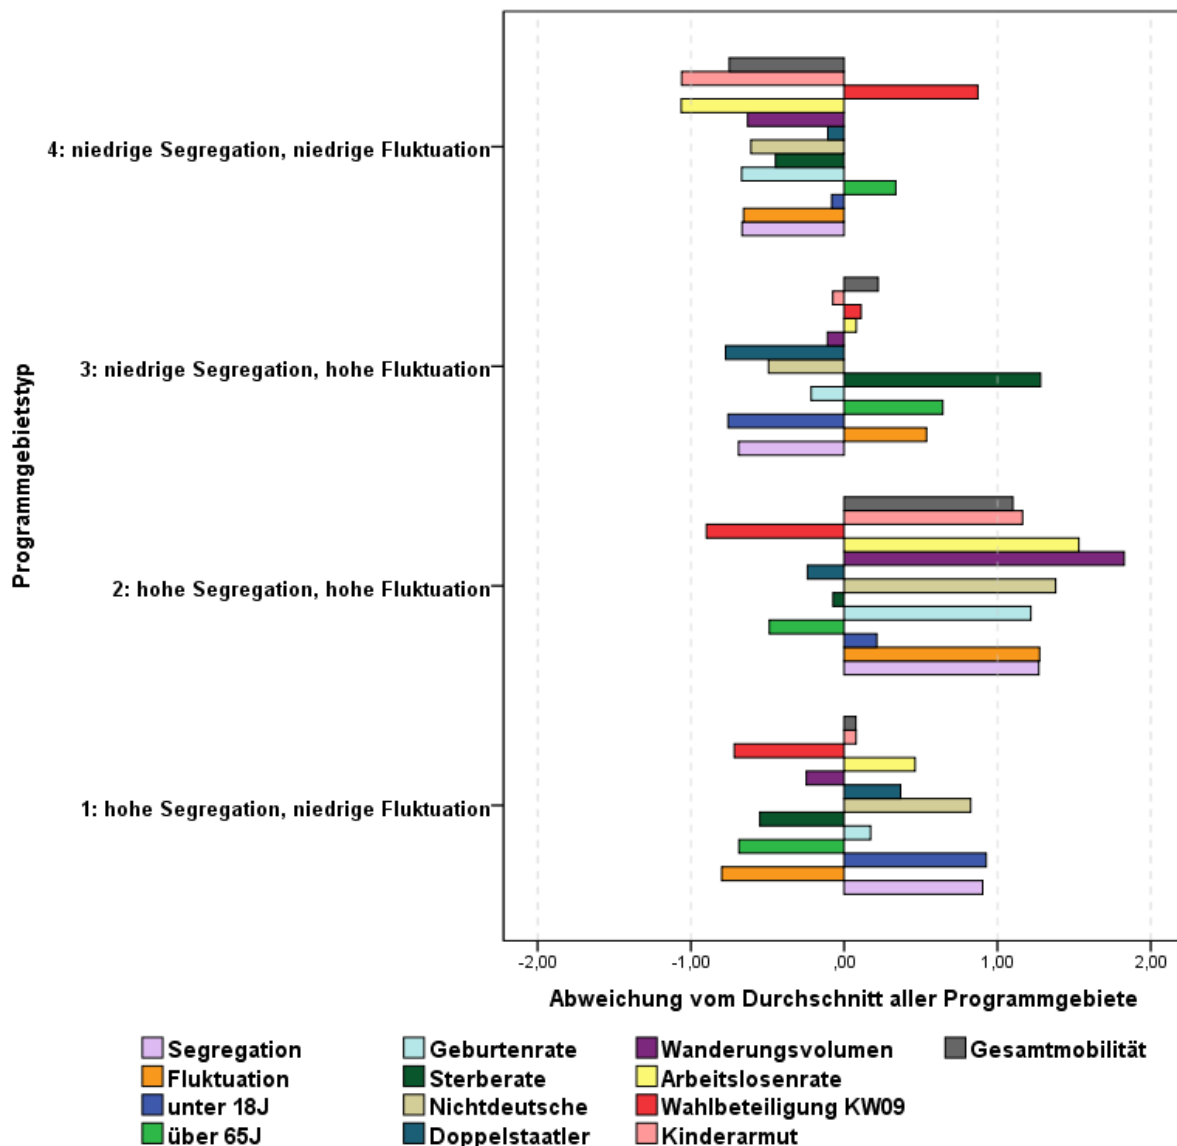 4: niedrige Segregation, niedrige Fluktuation
3: niedrige Segregation, hohe Fluktuation
2: hohe Segregation, hohe Fluktuation
1: hohe Segregation, niedrige Fluktuation
Programmgebietstyp
-2,00 -1,00 ,00 1,00 2,00
Abweichung vom Durchschnitt aller Programmgebiete
Segregation Geburtenrate Wanderungsvolumen Gesamtmobilität
Fluktuation Sterberate Arbeitslosenrate
unter 18J Nichtdeutsche Wahlbeteiligung KW09
über 65J Doppelstaatler Kinderarmut